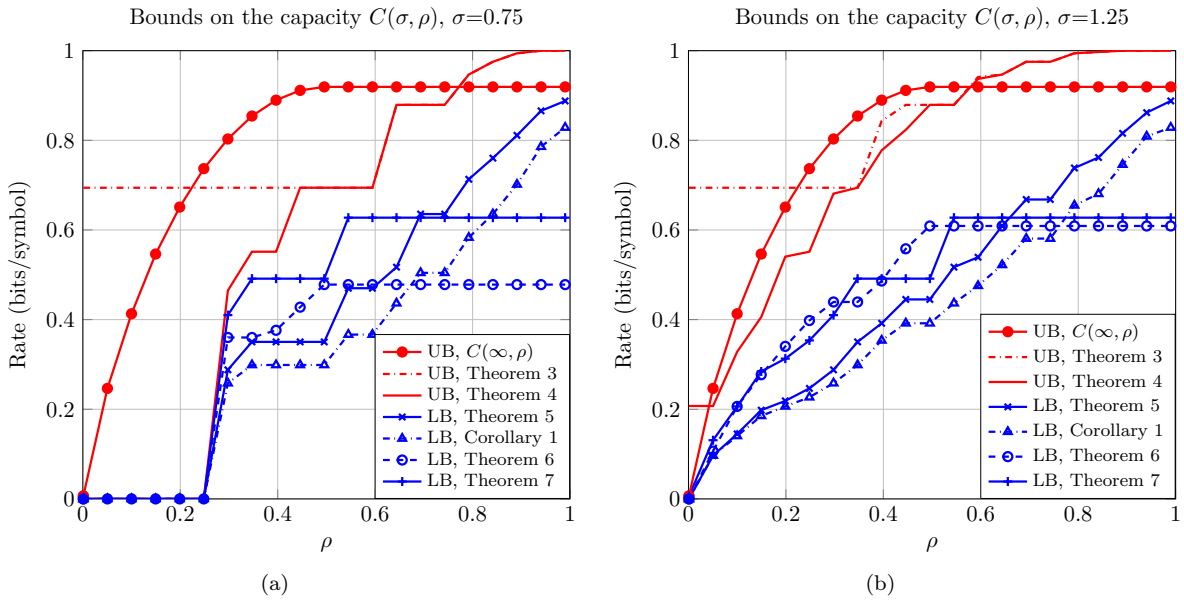 Bounds on the capacity C(σ, ρ), σ=0.75
1
0.8
0.6
0.4
0.2
0
0
0.2
0.4
0.6
0.8
1
Rate (bits/symbol)
ρ
UB, C(∞, ρ)
UB, Theorem 3
UB, Theorem 4
LB, Theorem 5
LB, Corollary 1
LB, Theorem 6
LB, Theorem 7
(a)
Bounds on the capacity C(σ, ρ), σ=1.25
1
0.8
0.6
0.4
0.2
0
0
0.2
0.4
0.6
0.8
1
Rate (bits/symbol)
ρ
UB, C(∞, ρ)
UB, Theorem 3
UB, Theorem 4
LB, Theorem 5
LB, Corollary 1
LB, Theorem 6
LB, Theorem 7
(b)